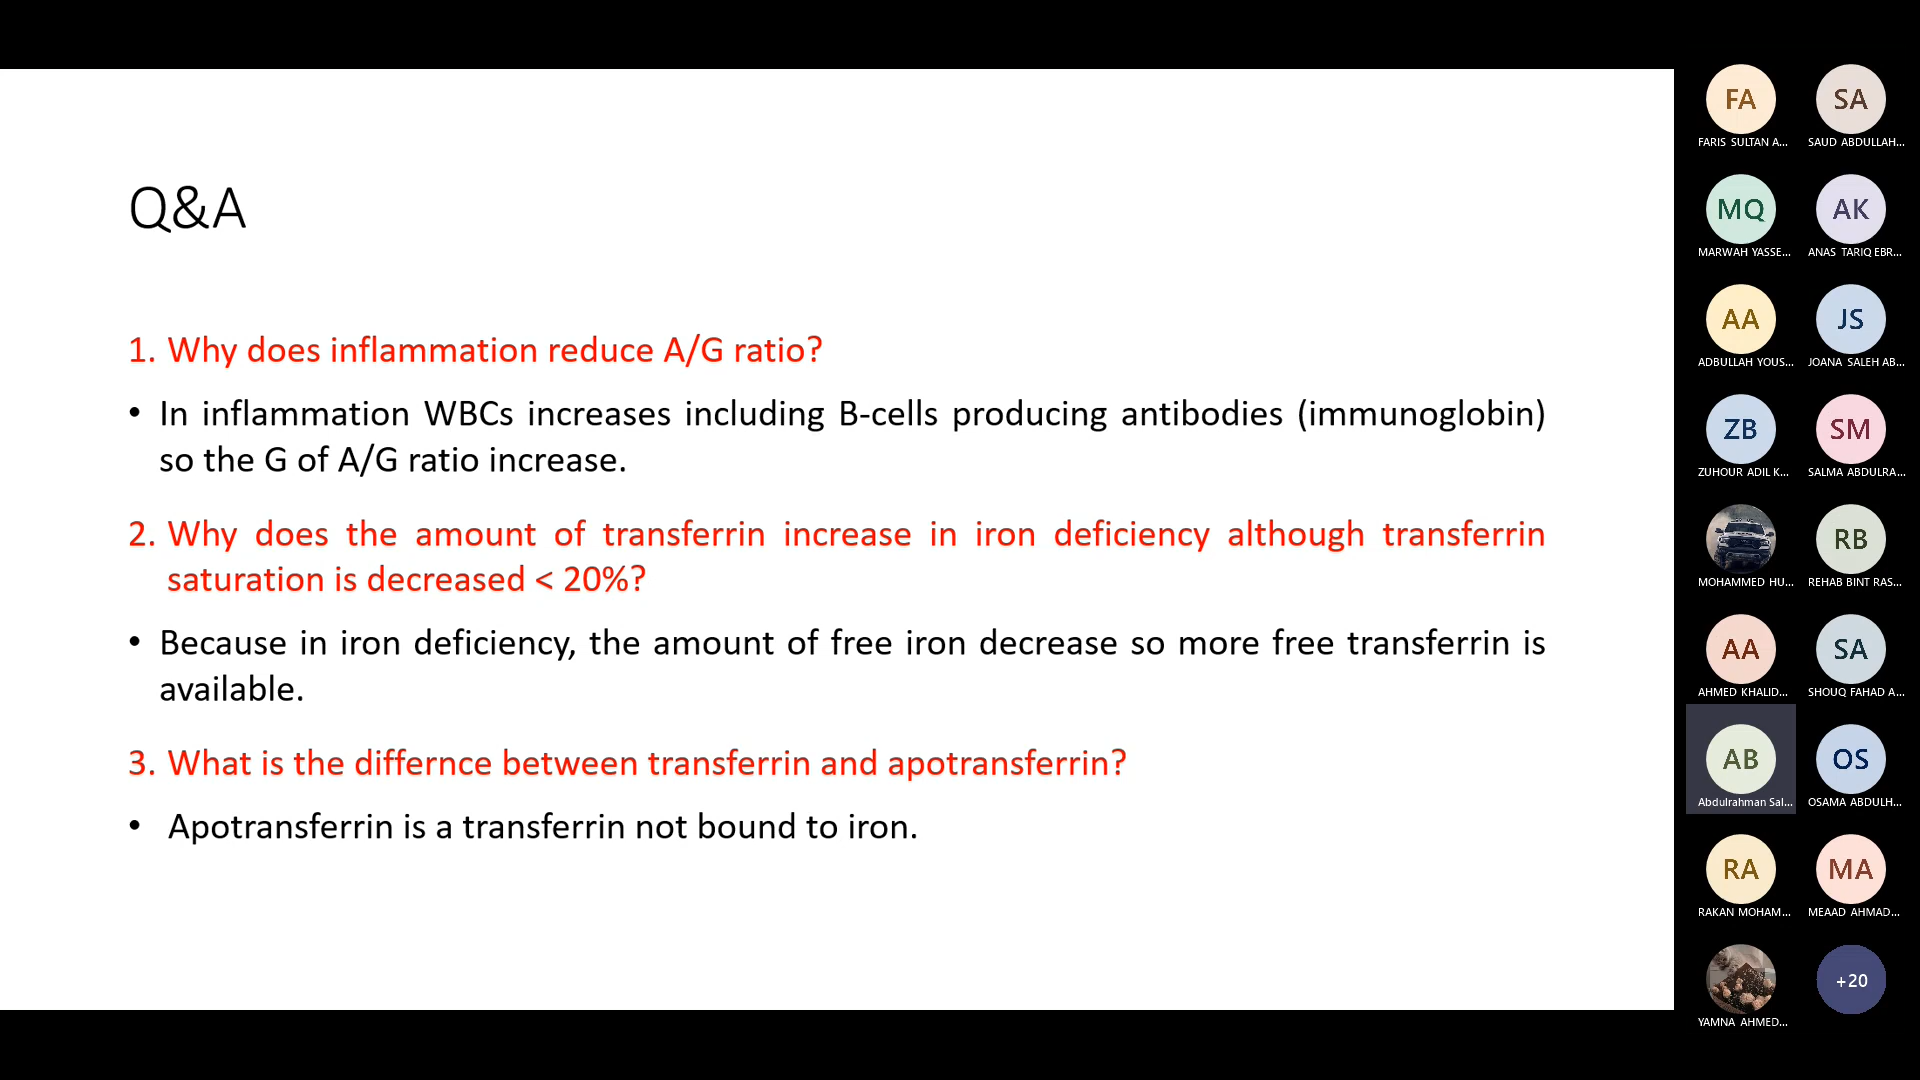 Q&A
1. Why does inflammation reduce A/G ratio?
• In inflammation WBCs increases including B-cells producing antibodies (immunoglobin)
so the G of A/G ratio increase.
2. Why does the amount of transferrin increase in iron deficiency although transferrin
saturation is decreased < 20%?
• Because in iron deficiency, the amount of free iron decrease so more free transferrin is
available.
3. What is the differnce between transferrin and apotransferrin?
• Apotransferrin is a transferrin not bound to iron.
FA
SA
FARIS SULTAN A...
SAUD ABDULLAH...
MQ
AK
MARWAH YASSE...
ANAS TARIQ EBR...
AA
JS
ADBULLAH YOUS...
JOANA SALEH AB...
ZB
SM
ZUHOUR ADIL K...
SALMA ABDULRA...
RB
MOHAMMED HU...
REHAB BINT RAS...
AA
SA
AHMED KHALID...
SHOUQ FAHAD A...
AB
OS
Abdulrahman Sal...
OSAMA ABDULH...
RA
MA
RAKAN MOHAM...
MEAAD AHMAD...
+20
YAMNA AHMED...